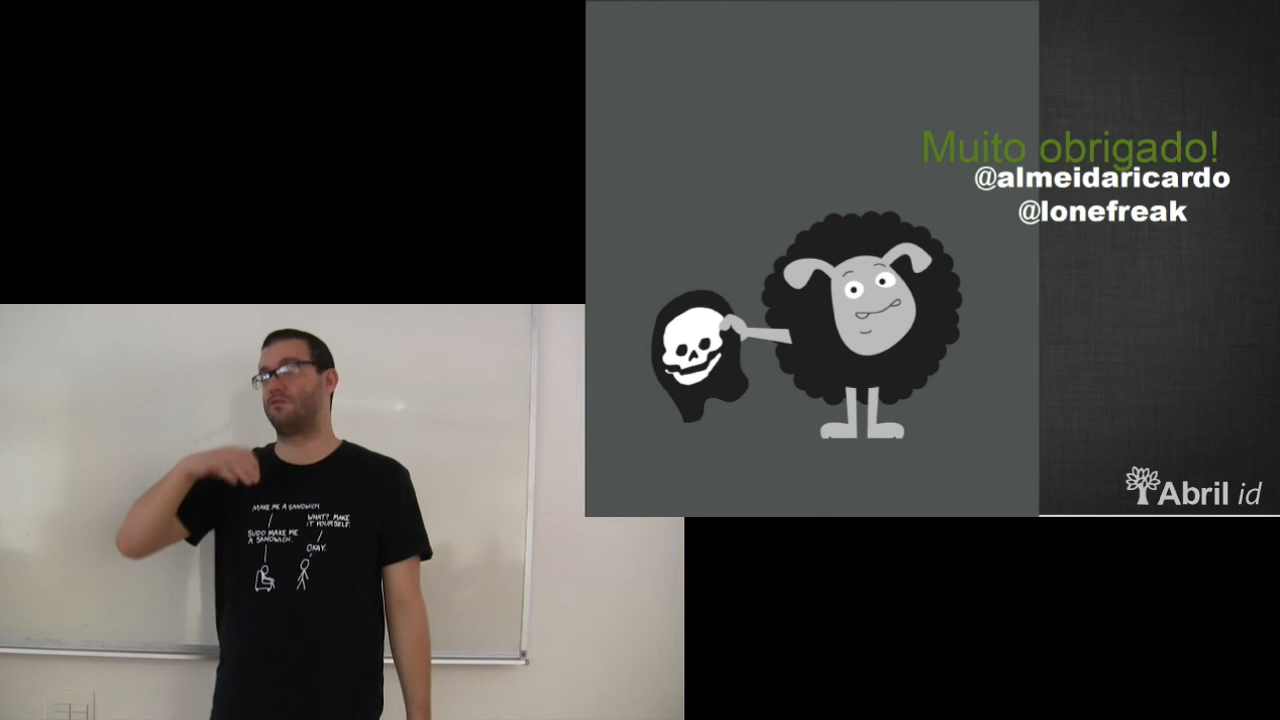 Muito obrigado!
@almeidaricardo
@lonefreak
Abril id
MAKE ME A SANDWICH.
WHAT? MAKE
IT YOURSELF.
SUDO MAKE ME
A SANDWICH.
OKAY.